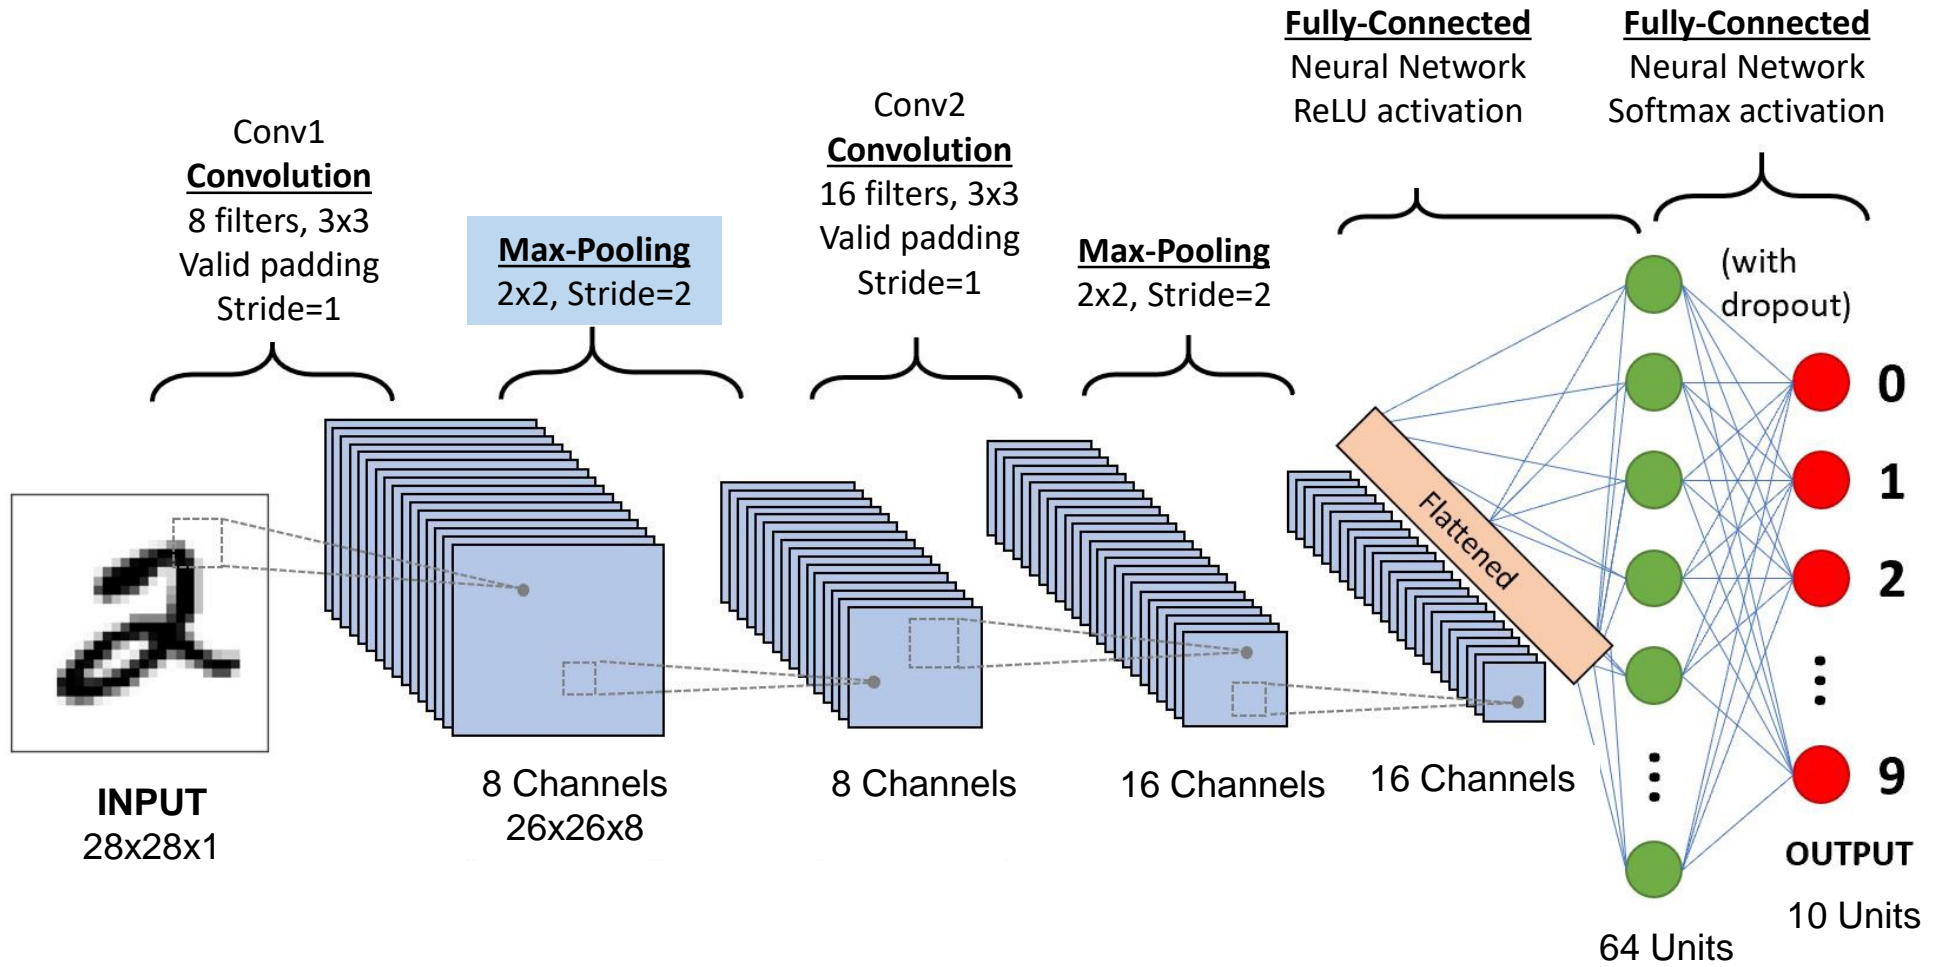 Conv1
Convolution
8 filters, 3x3
Valid padding
Stride=1
Max-Pooling
2x2, Stride=2
Conv2
Convolution
16 filters, 3x3
Valid padding
Stride=1
Max-Pooling
2x2, Stride=2
Fully-Connected
Neural Network
ReLU activation
Fully-Connected
Neural Network
Softmax activation
(with
dropout)
Flattened
0
1
2
9
INPUT
28x28x1
8 Channels
26x26x8
8 Channels
16 Channels
16 Channels
64 Units
OUTPUT
10 Units
2